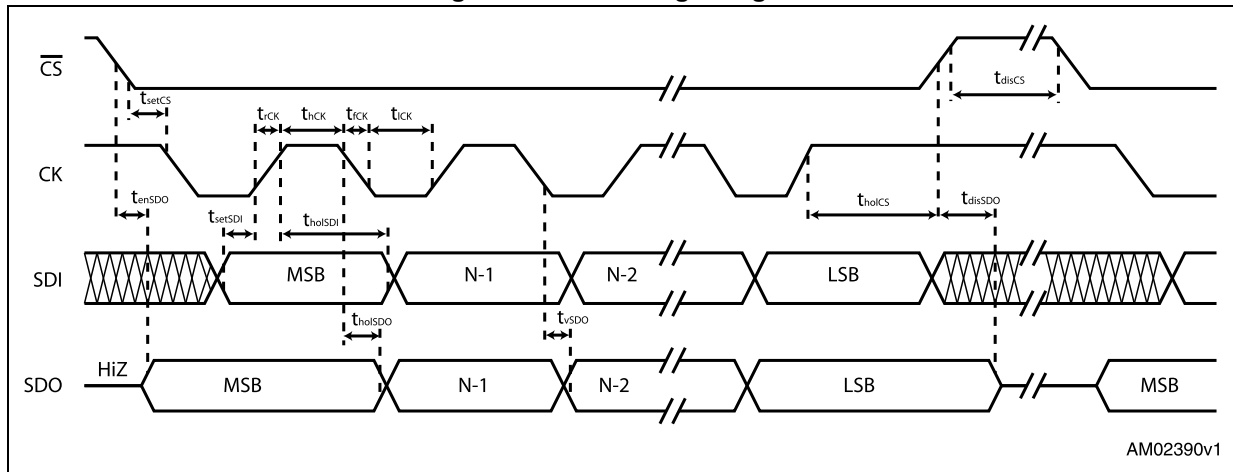 CS
tsetCS
tdisCS
trCK
thCK
tfCK
tlCK
CK
tenSDO
tsetSDI
tholSDI
tholCS
tdisSDO
SDI
MSB
N-1
N-2
LSB
tholSDO
tvSDO
HiZ
SDO
MSB
N-1
N-2
LSB
MSB
AM02390v1